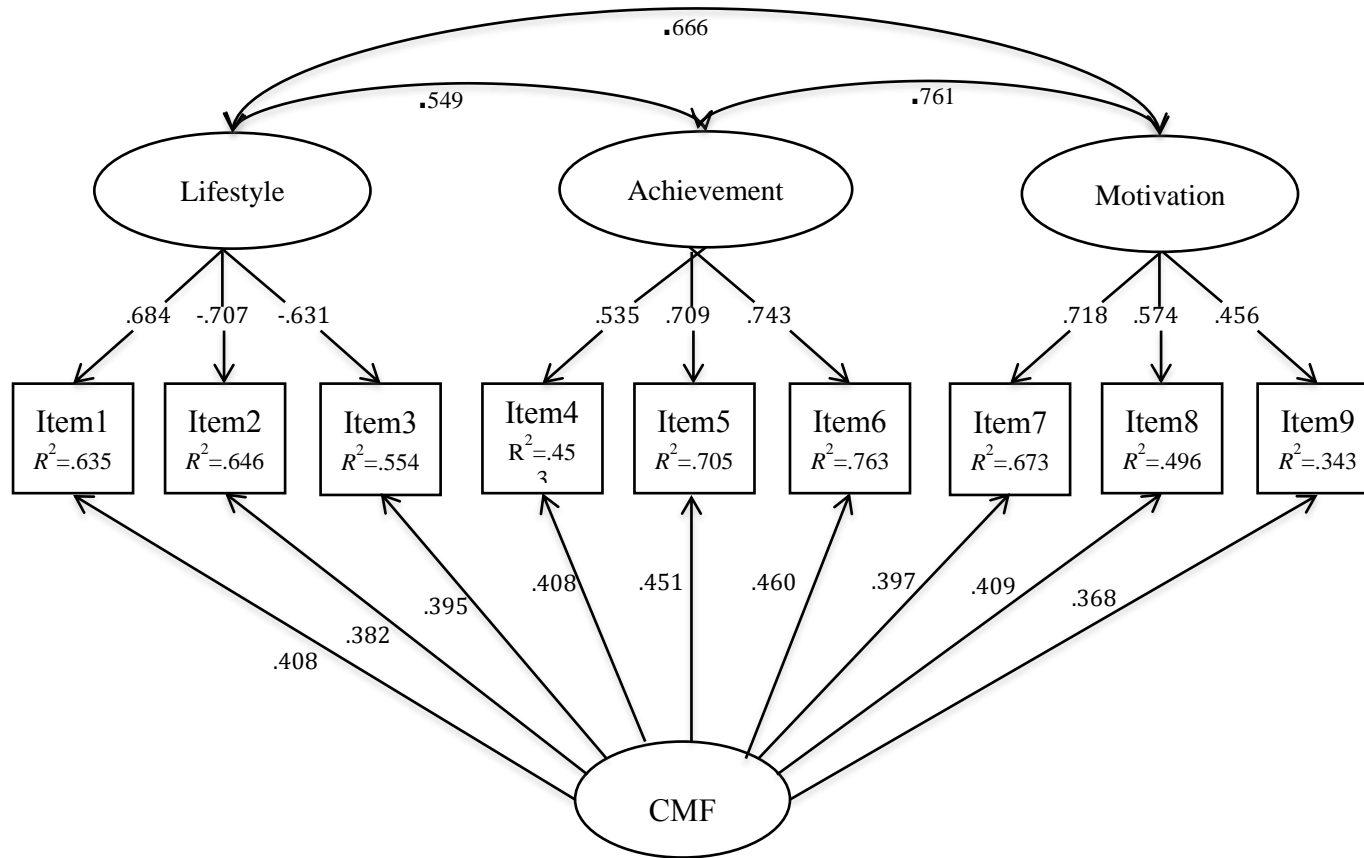 .666
.549
.761
Lifestyle
Achievement
Motivation
.684
-.707
-.631
.535
.709
.743
.718
.574
.456
Item1
R²=.635
Item2
R²=.646
Item3
R²=.554
Item4
R²=.45
3
Item5
R²=.705
Item6
R²=.763
Item7
R²=.673
Item8
R²=.496
Item9
R²=.343
.408
.382
.395
.408
.451
.460
.397
.409
.368
CMF